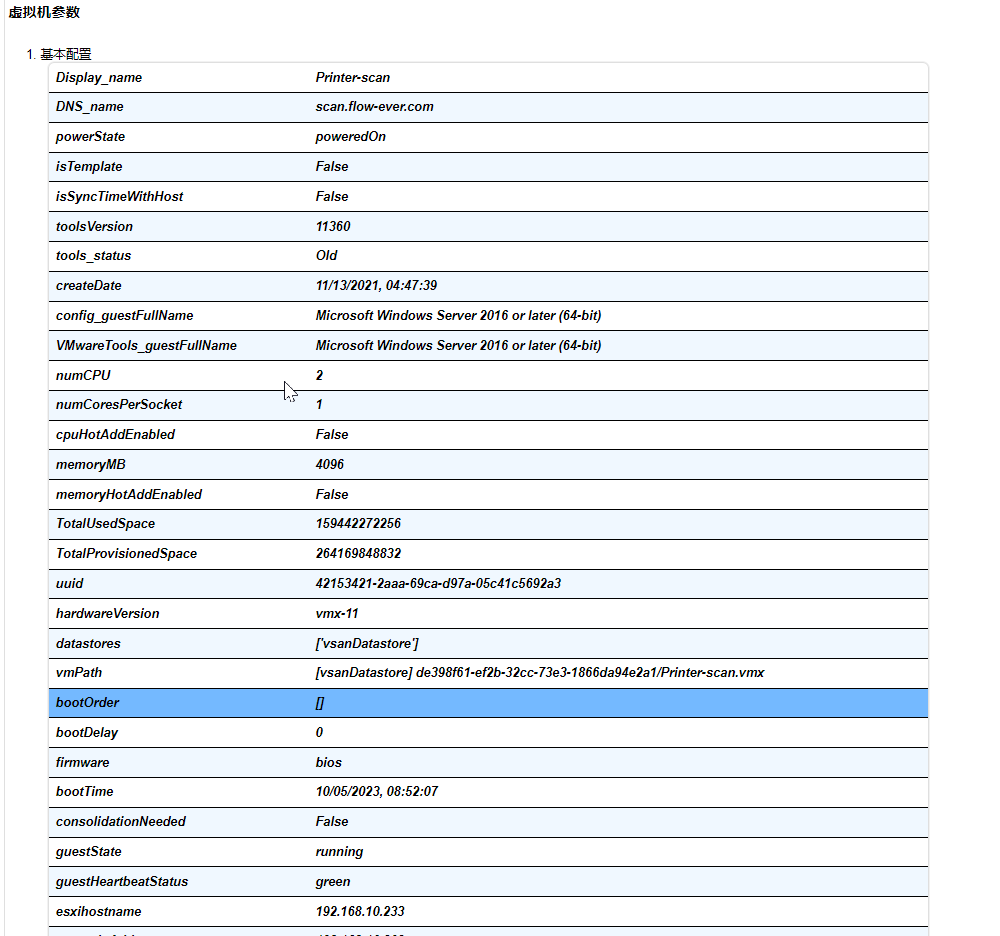 虚拟机参数
1. 基本配置
Display_name Printer-scan
DNS_name scan.flow-ever.com
powerState poweredOn
isTemplate False
isSyncTimeWithHost False
toolsVersion 11360
tools_status Old
createDate 11/13/2021, 04:47:39
config_guestFullName Microsoft Windows Server 2016 or later (64-bit)
VMwareTools_guestFullName Microsoft Windows Server 2016 or later (64-bit)
numCPU 2
numCoresPerSocket 1
cpuHotAddEnabled False
memoryMB 4096
memoryHotAddEnabled False
TotalUsedSpace 159442272256
TotalProvisionedSpace 264169848832
uuid 42153421-2aaa-69ca-d97a-05c41c5692a3
hardwareVersion vmx-11
datastores ['vsanDatastore']
vmPath [vsanDatastore] de398f61-ef2b-32cc-73e3-1866da94e2a1/Printer-scan.vmx
bootOrder []
bootDelay 0
firmware bios
bootTime 10/05/2023, 08:52:07
consolidationNeeded False
guestState running
guestHeartbeatStatus green
esxihostname 192.168.10.233